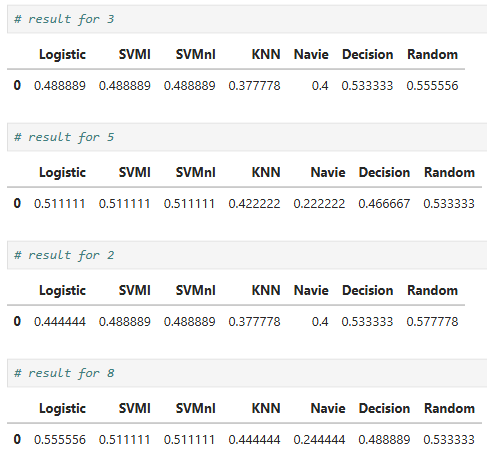 # result for 3
Logistic SVMl SVMnl KNN Navie Decision Random
0 0.488889 0.488889 0.488889 0.377778 0.4 0.533333 0.555556
# result for 5
Logistic SVMl SVMnl KNN Navie Decision Random
0 0.511111 0.511111 0.511111 0.422222 0.222222 0.466667 0.533333
# result for 2
Logistic SVMl SVMnl KNN Navie Decision Random
0 0.444444 0.488889 0.488889 0.377778 0.4 0.533333 0.577778
# result for 8
Logistic SVMl SVMnl KNN Navie Decision Random
0 0.555556 0.511111 0.511111 0.444444 0.244444 0.488889 0.533333